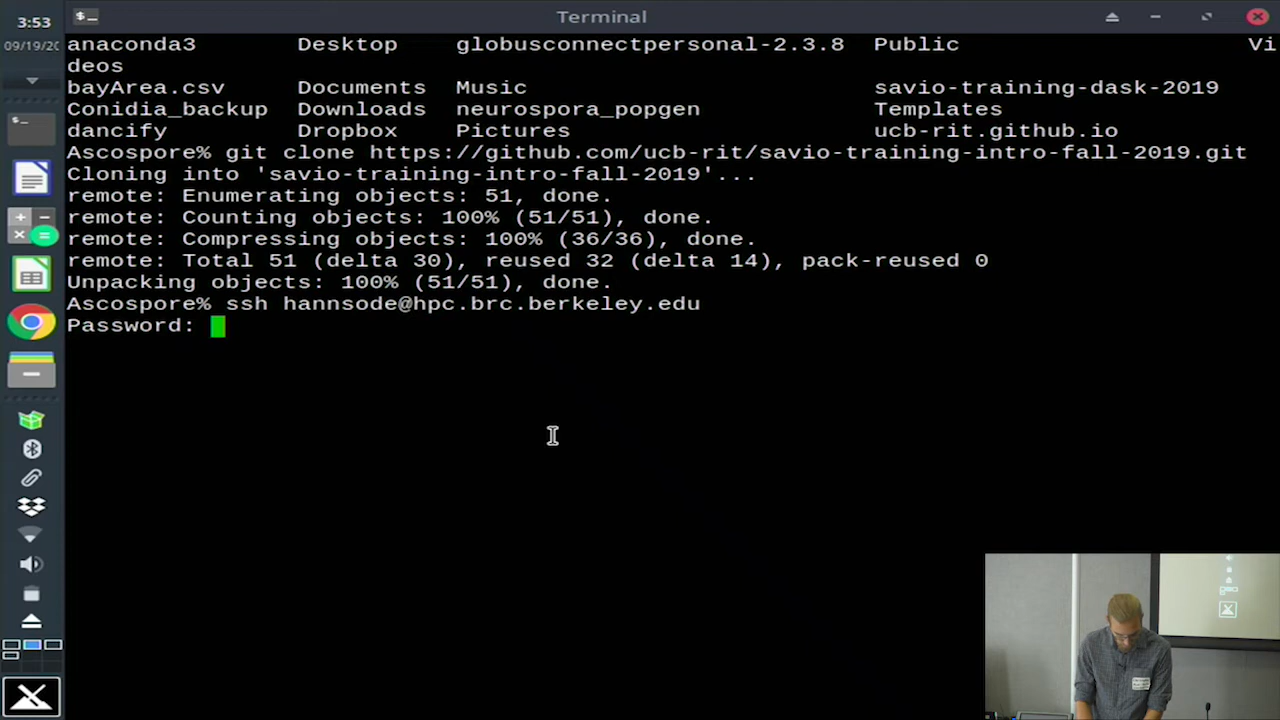 3:53
09/19/20
Terminal
anaconda3 Desktop globusconnectpersonal-2.3.8 Public Vi
deos
bayArea.csv Documents Music savio-training-dask-2019
Conidia_backup Downloads neurospora_popgen Templates
dancify Dropbox Pictures ucb-rit.github.io
Ascospore% git clone https://github.com/ucb-rit/savio-training-intro-fall-2019.git
Cloning into 'savio-training-intro-fall-2019'...
remote: Enumerating objects: 51, done.
remote: Counting objects: 100% (51/51), done.
remote: Compressing objects: 100% (36/36), done.
remote: Total 51 (delta 30), reused 32 (delta 14), pack-reused 0
Unpacking objects: 100% (51/51), done.
Ascospore% ssh hannsode@hpc.brc.berkeley.edu
Password: